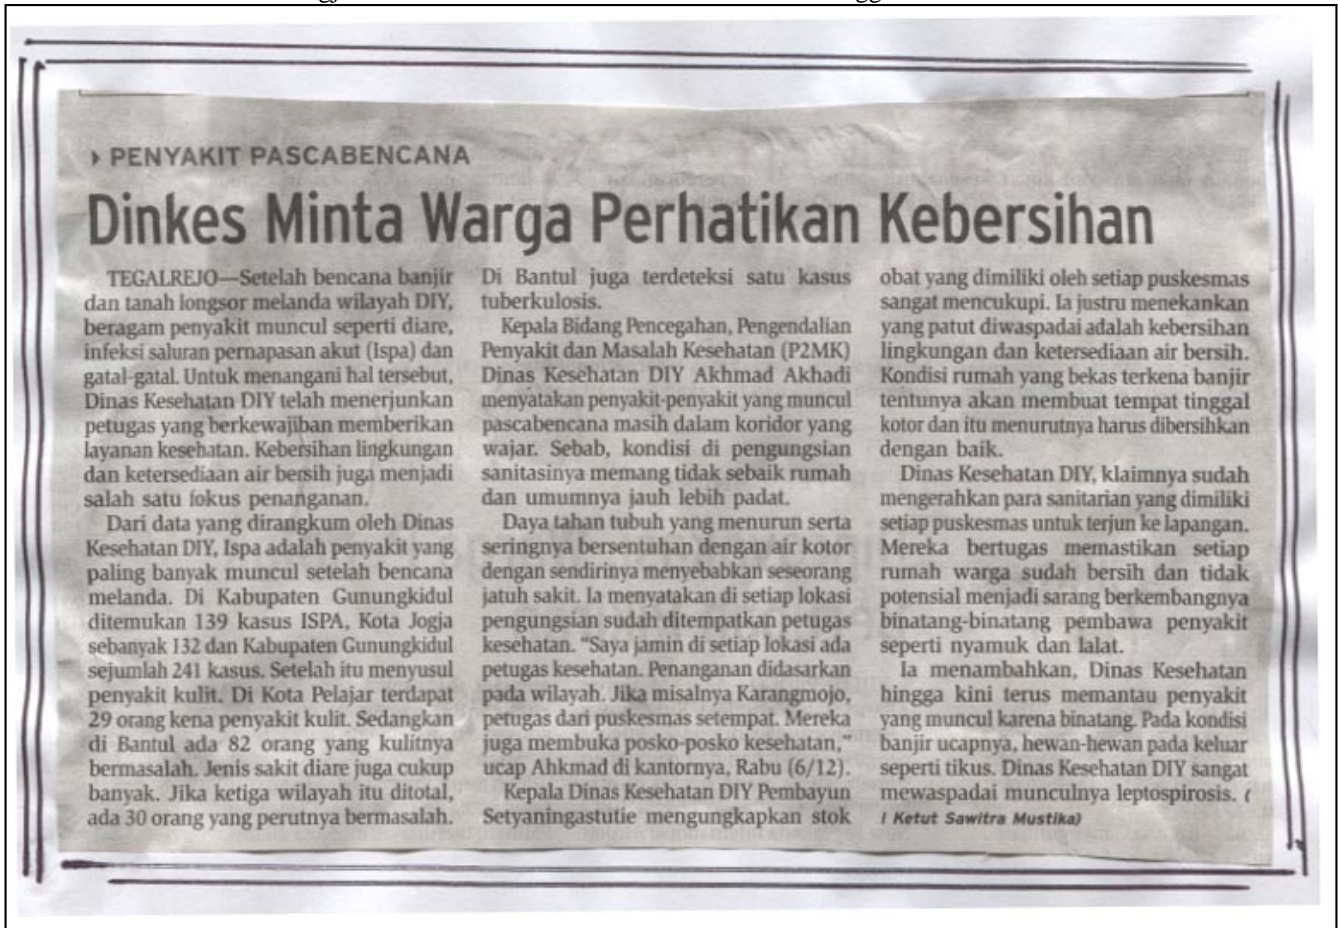 PENYAKIT PASCABENCANA
Dinkes Minta Warga Perhatikan Kebersihan
TEGALREJO—Setelah bencana banjir
dan tanah longsor melanda wilayah DIY,
beragam penyakit muncul seperti diare,
infeksi saluran pernapasan akut (Ispa) dan
gatal-gatal. Untuk menangani hal tersebut,
Dinas Kesehatan DIY telah menerjunkan
petugas yang berkewajiban memberikan
layanan kesehatan. Kebersihan lingkungan
dan ketersediaan air bersih juga menjadi
salah satu fokus penanganan.
Dari data yang dirangkum oleh Dinas
Kesehatan DIY, Ispa adalah penyakit yang
paling banyak muncul setelah bencana
melanda. Di Kabupaten Gunungkidul
ditemukan 139 kasus ISPA, Kota Jogja
sebanyak 132 dan Kabupaten Gunungkidul
sejumlah 241 kasus. Setelah itu menyusul
penyakit kulit. Di Kota Pelajar terdapat
29 orang kena penyakit kulit. Sedangkan
di Bantul ada 82 orang yang kulitnya
bermasalah. Jenis sakit diare juga cukup
banyak. Jika ketiga wilayah itu ditotal,
ada 30 orang yang perutnya bermasalah.
Di Bantul juga terdeteksi satu kasus
tuberkulosis.
Kepala Bidang Pencegahan, Pengendalian
Penyakit dan Masalah Kesehatan (P2MK)
Dinas Kesehatan DIY Akhmad Akhadi
menyatakan penyakit-penyakit yang muncul
pascabencana masih dalam koridor yang
wajar. Sebab, kondisi di pengungsian
sanitasinya memang tidak sebaik rumah
dan umumnya jauh lebih padat.
Daya tahan tubuh yang menurun serta
seringnya bersentuhan dengan air kotor
dengan sendirinya menyebabkan seseorang
jatuh sakit. Ia menyatakan di setiap lokasi
pengungsian sudah ditempatkan petugas
kesehatan. "Saya jamin di setiap lokasi ada
petugas kesehatan. Penanganan didasarkan
pada wilayah. Jika misalnya Karangmojo,
petugas dari puskesmas setempat. Mereka
juga membuka posko-posko kesehatan,"
ucap Ahkmad di kantornya, Rabu (6/12).
Kepala Dinas Kesehatan DIY Pembayun
Setyaningastutie mengungkapkan stok
obat yang dimiliki oleh setiap puskesmas
sangat mencukupi. Ia justru menekankan
yang patut diwaspadai adalah kebersihan
lingkungan dan ketersediaan air bersih.
Kondisi rumah yang bekas terkena banjir
tentunya akan membuat tempat tinggal
kotor dan itu menurutnya harus dibersihkan
dengan baik.
Dinas Kesehatan DIY, klaimnya sudah
mengerahkan para sanitarian yang dimiliki
setiap puskesmas untuk terjun ke lapangan.
Mereka bertugas memastikan setiap
rumah warga sudah bersih dan tidak
potensial menjadi sarang berkembangnya
binatang-binatang pembawa penyakit
seperti nyamuk dan lalat.
Ia menambahkan, Dinas Kesehatan
hingga kini terus memantau penyakit
yang muncul karena binatang. Pada kondisi
banjir ucapnya, hewan-hewan pada keluar
seperti tikus. Dinas Kesehatan DIY sangat
mewaspadai munculnya leptospirosis. (
I Ketut Sawitra Mustika)